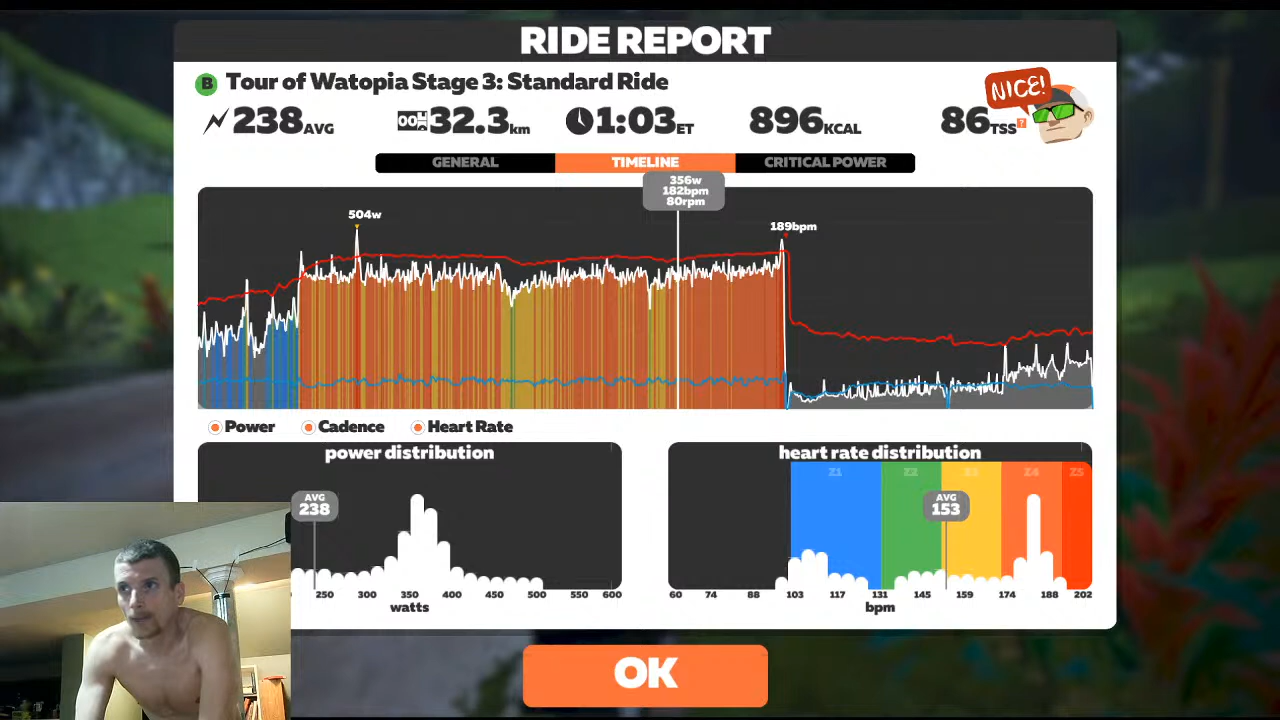 RIDE REPORT
B Tour of Watopia Stage 3: Standard Ride
NICE!
238AVG 32.3km 1:03ET 896KCAL 86TSS ?
GENERAL TIMELINE CRITICAL POWER
356w
182bpm
80rpm
504w
189bpm
Power Cadence Heart Rate
power distribution
AVG
238
250 300 350 400 450 500 550 600
watts
heart rate distribution
Z1 Z2 Z3 Z4 Z5
AVG
153
60 74 88 103 117 131 145 159 174 188 202
bpm
OK